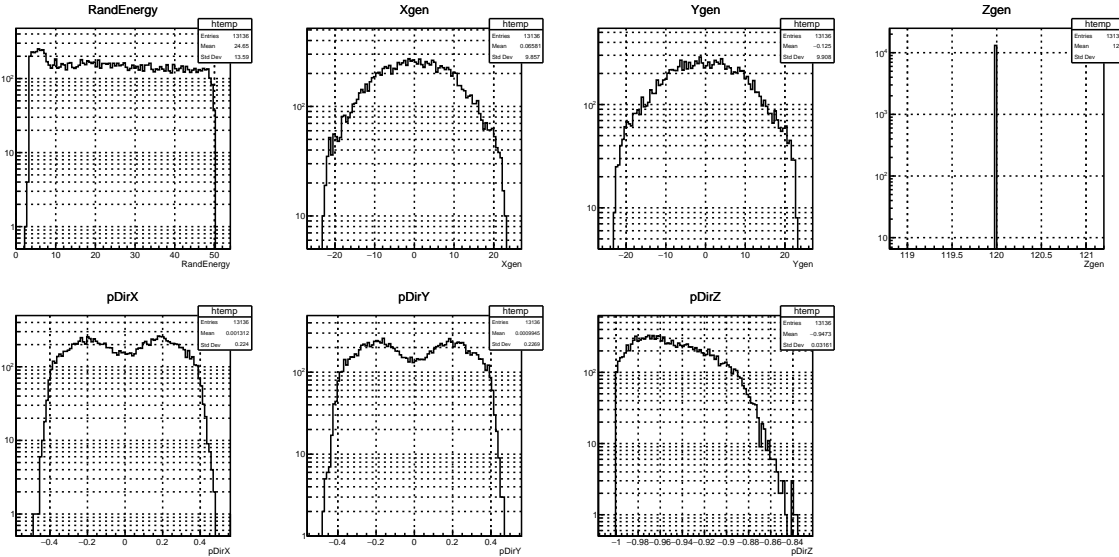 RandEnergy
htemp
Entries 13136
Mean 24.65
Std Dev 13.59
10²
10
1
0 10 20 30 40 50
RandEnergy
Xgen
htemp
Entries 13136
Mean 0.06581
Std Dev 9.857
10²
10
−20 −10 0 10 20
Xgen
Ygen
htemp
Entries 13136
Mean −0.125
Std Dev 9.908
10²
10
−20 −10 0 10 20
Ygen
Zgen
htemp
Entries 1313
Mean 12
Std Dev
10⁴
10³
10²
10
119 119.5 120 120.5 121
Zgen
pDirX
htemp
Entries 13136
Mean 0.001312
Std Dev 0.224
10²
10
1
−0.4 −0.2 0 0.2 0.4
pDirX
pDirY
htemp
Entries 13136
Mean 0.0009945
Std Dev 0.2269
10²
10
1
−0.4 −0.2 0 0.2 0.4
pDirY
pDirZ
htemp
Entries 13136
Mean −0.9473
Std Dev 0.03161
10²
10
1
−1 −0.98 −0.96 −0.94 −0.92 −0.9 −0.88 −0.86 −0.84
pDirZ